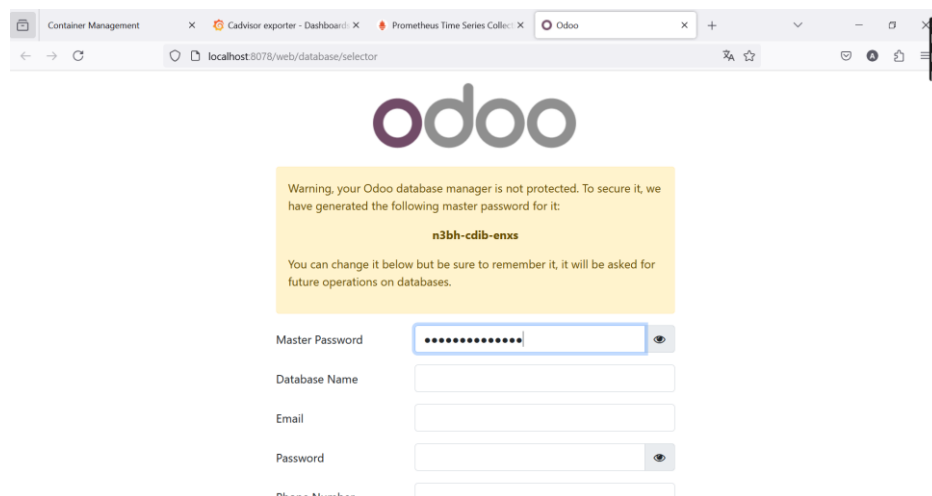 Container Management
Cadvisor exporter - Dashboards
Prometheus Time Series Collect
Odoo
localhost:8078/web/database/selector
A
odoo
Warning, your Odoo database manager is not protected. To secure it, we
have generated the following master password for it:
n3bh-cdib-enxs
You can change it below but be sure to remember it, it will be asked for
future operations on databases.
Master Password
Database Name
Email
Password
Phone Number